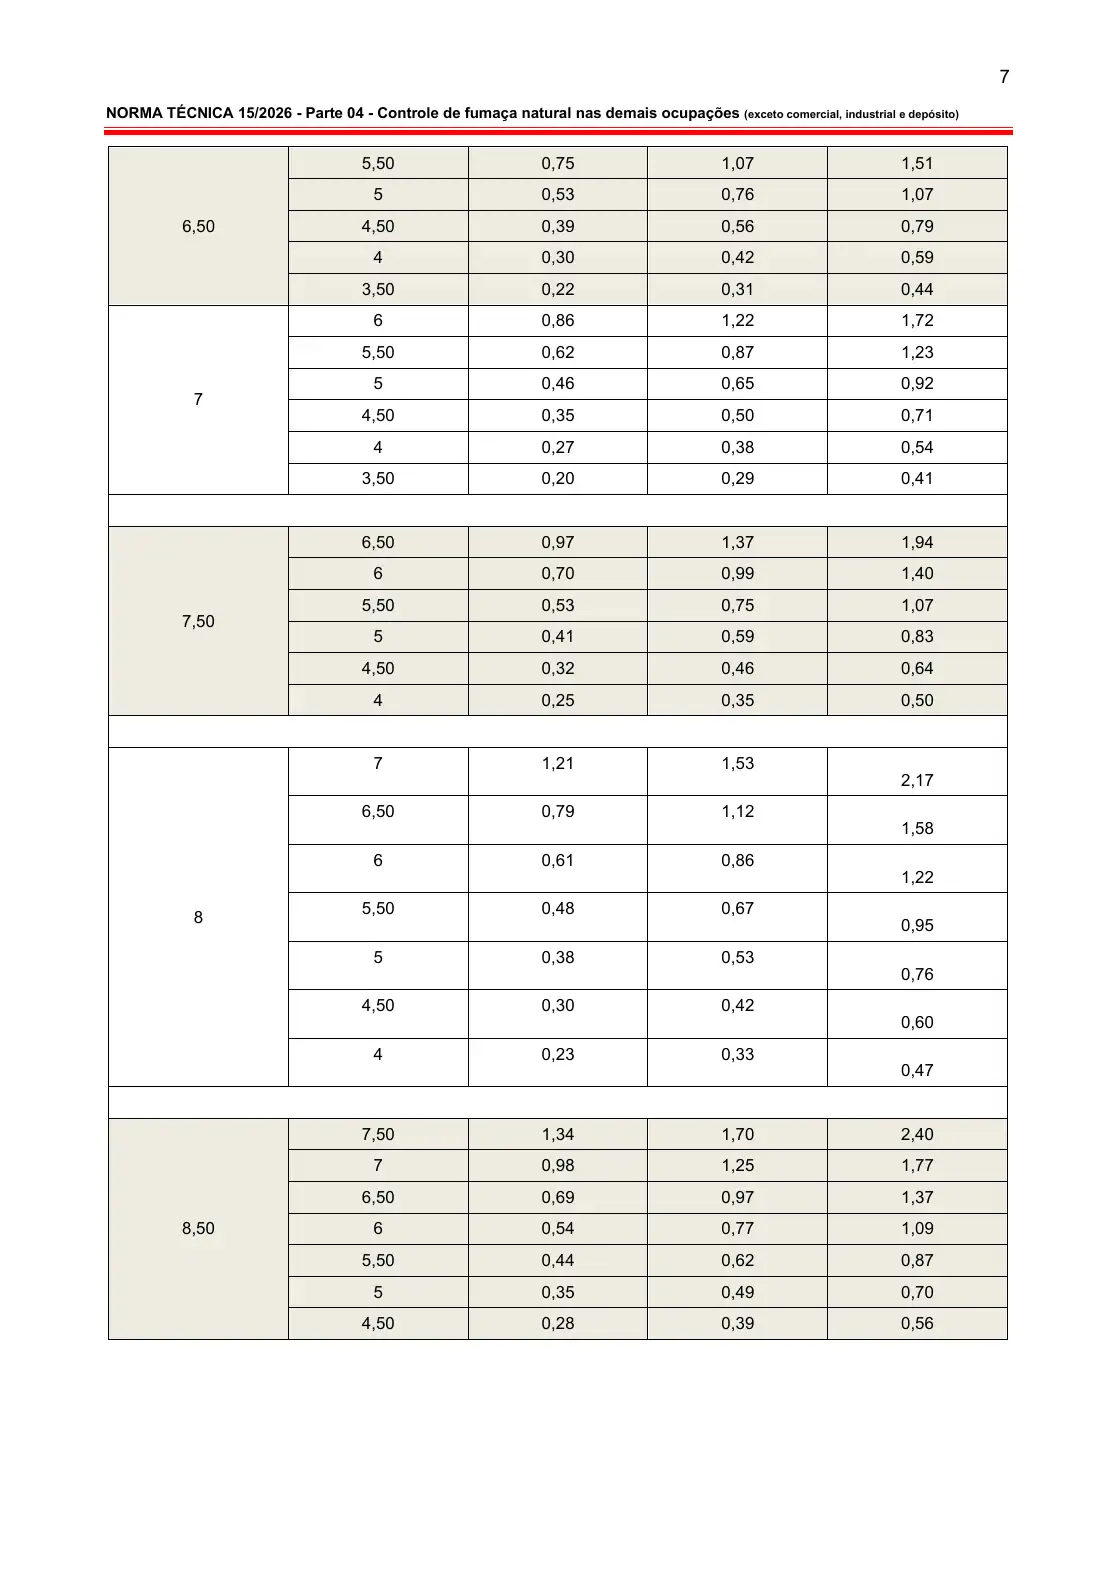 7
NORMA TÉCNICA 15/2026 - Parte 04 - Controle de fumaça natural nas demais ocupações (exceto comercial, industrial e depósito)
5,50 0,75 1,07 1,51
5 0,53 0,76 1,07
6,50 4,50 0,39 0,56 0,79
4 0,30 0,42 0,59
3,50 0,22 0,31 0,44
6 0,86 1,22 1,72
5,50 0,62 0,87 1,23
5 0,46 0,65 0,92
7
4,50 0,35 0,50 0,71
4 0,27 0,38 0,54
3,50 0,20 0,29 0,41
6,50 0,97 1,37 1,94
6 0,70 0,99 1,40
5,50 0,53 0,75 1,07
7,50
5 0,41 0,59 0,83
4,50 0,32 0,46 0,64
4 0,25 0,35 0,50
7 1,21 1,53 2,17
6,50 0,79 1,12 1,58
6 0,61 0,86 1,22
8 5,50 0,48 0,67 0,95
5 0,38 0,53 0,76
4,50 0,30 0,42 0,60
4 0,23 0,33 0,47
7,50 1,34 1,70 2,40
7 0,98 1,25 1,77
6,50 0,69 0,97 1,37
8,50 6 0,54 0,77 1,09
5,50 0,44 0,62 0,87
5 0,35 0,49 0,70
4,50 0,28 0,39 0,56